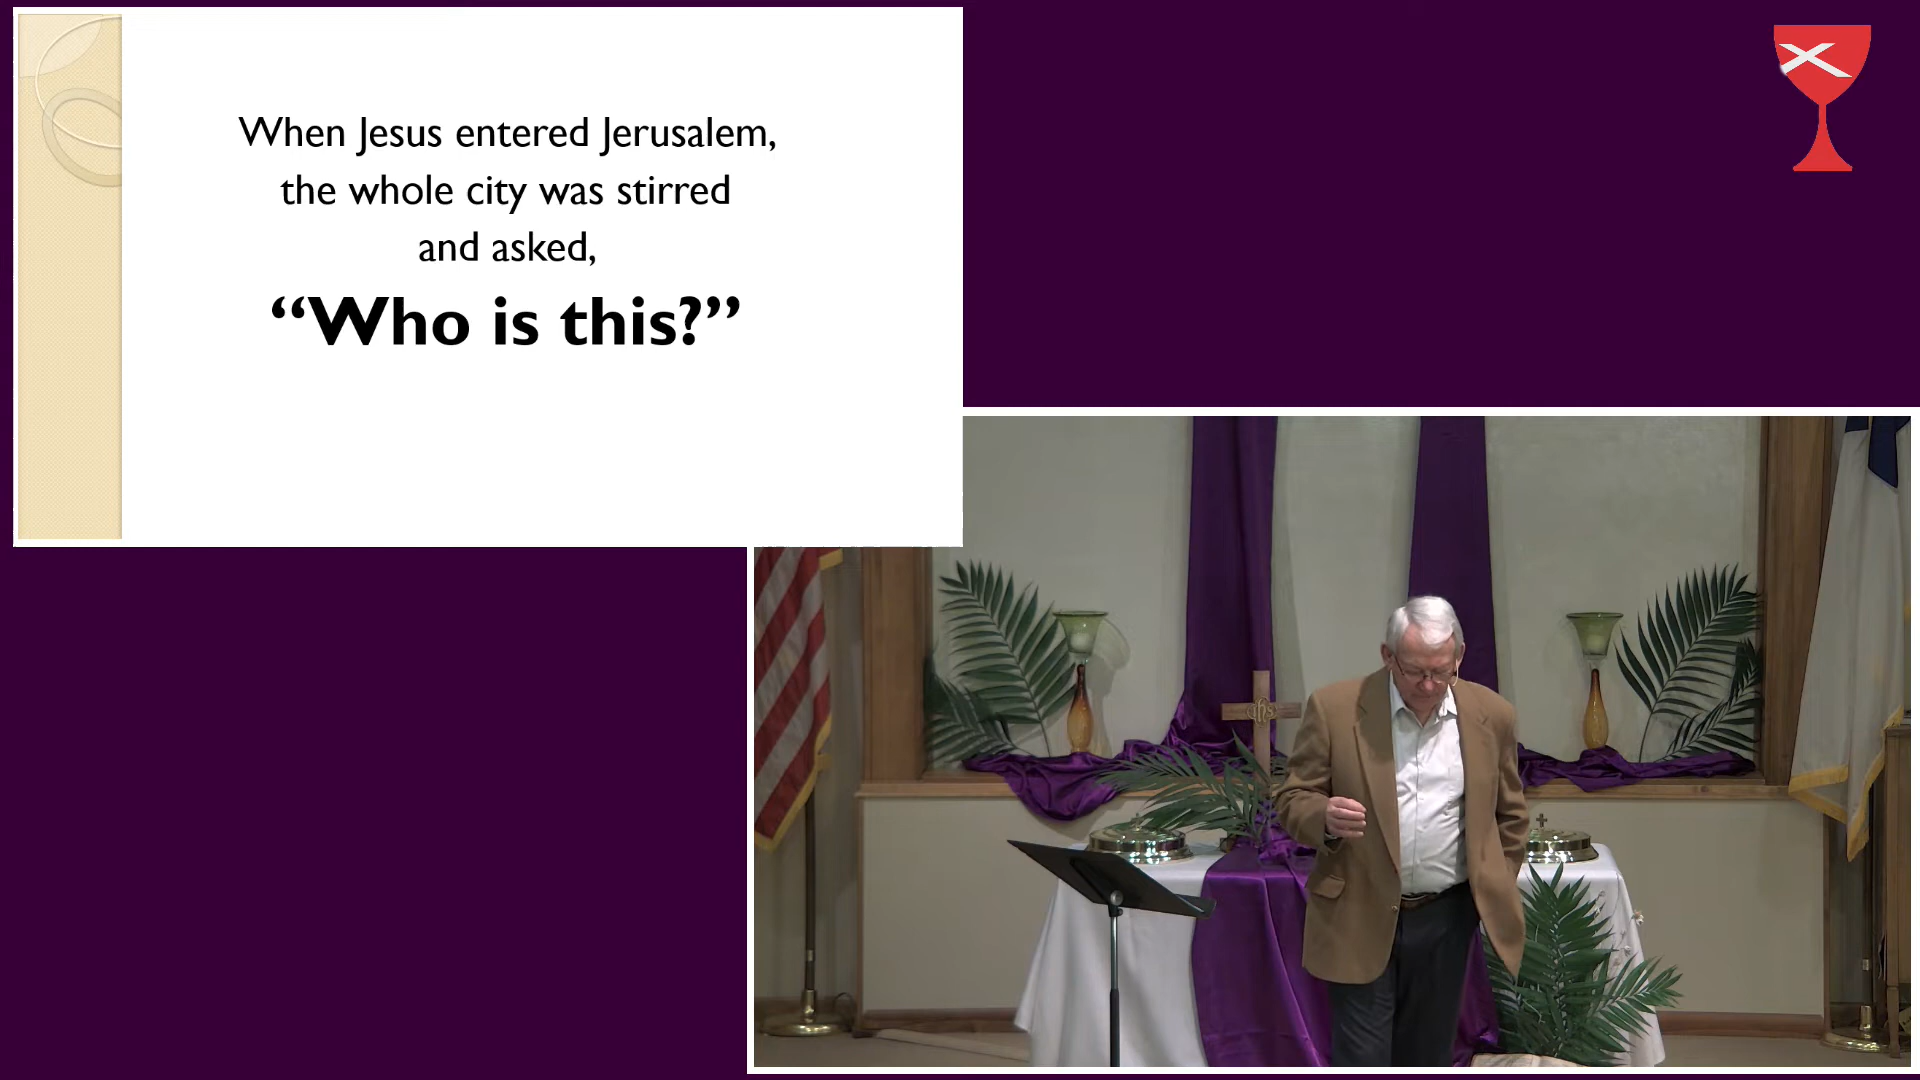 When Jesus entered Jerusalem,
the whole city was stirred
and asked,
“Who is this?”